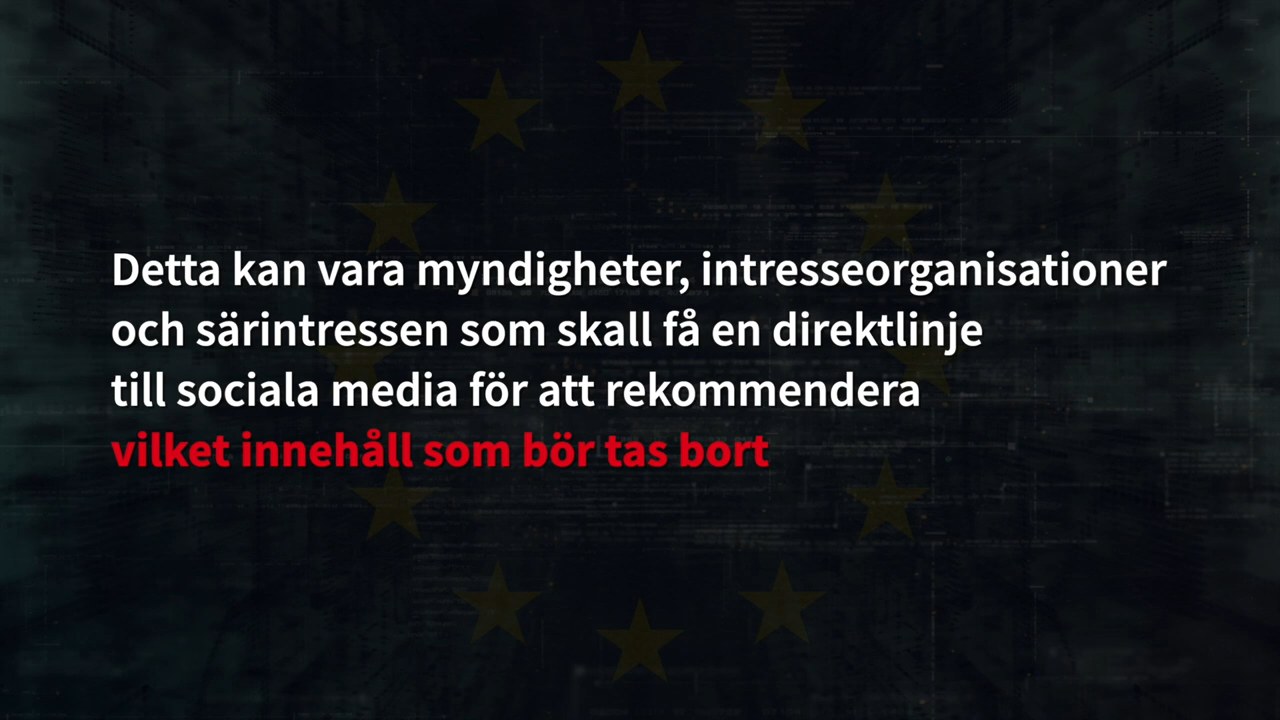 Detta kan vara myndigheter, intresseorganisationer
och särintressen som skall få en direktlinje
till sociala media för att rekommendera
vilket innehåll som bör tas bort